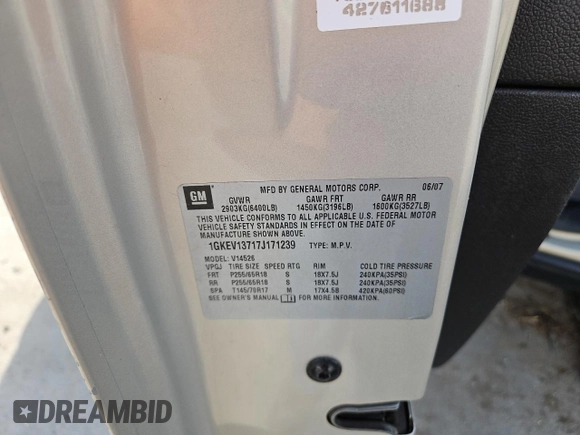 427611688
GM
MFD BY GENERAL MOTORS CORP. 06/07
GVWR GAWR FRT GAWR RR
2903KG(6400LB) 1450KG(3196LB) 1600KG(3527LB)
THIS VEHICLE CONFORMS TO ALL APPLICABLE U.S. FEDERAL MOTOR
VEHICLE SAFETY STANDARDS IN EFFECT ON THE DATE OF
MANUFACTURE SHOWN ABOVE.
1GKEV13717J171239 TYPE: M.P.V.
MODEL: V14526
VPGJ TIRE SIZE SPEED RTG RIM COLD TIRE PRESSURE
FRT P255/65R18 S 18X7.5J 240KPA(35PSI)
RR P255/65R18 S 18X7.5J 240KPA(35PSI)
SPA T145/70R17 M 17X4.5B 420KPA(60PSI)
SEE OWNER'S MANUAL FOR MORE INFORMATION.
DREAMBID